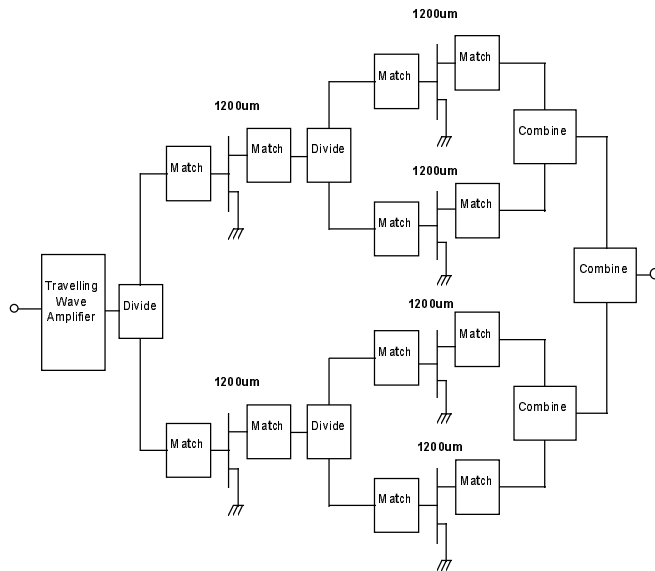 1200um
Match
Match
1200um
Combine
Match
Match
Divide
1200um
Match
Match
Combine
Travelling
Wave
Amplifier
Divide
1200um
Match
Match
1200um
Combine
Match
Match
Divide
1200um
Match
Match